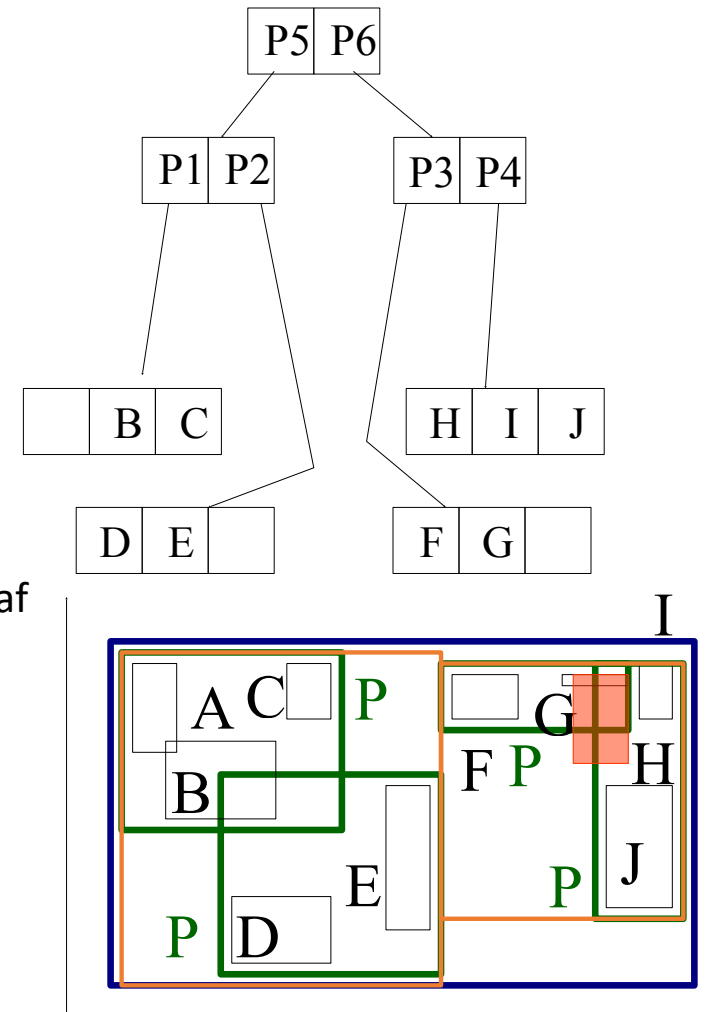 P5 P6
P1 P2 P3 P4
B C H I J
D E F G
af
I
A C P G
B F P H
E P J
P D